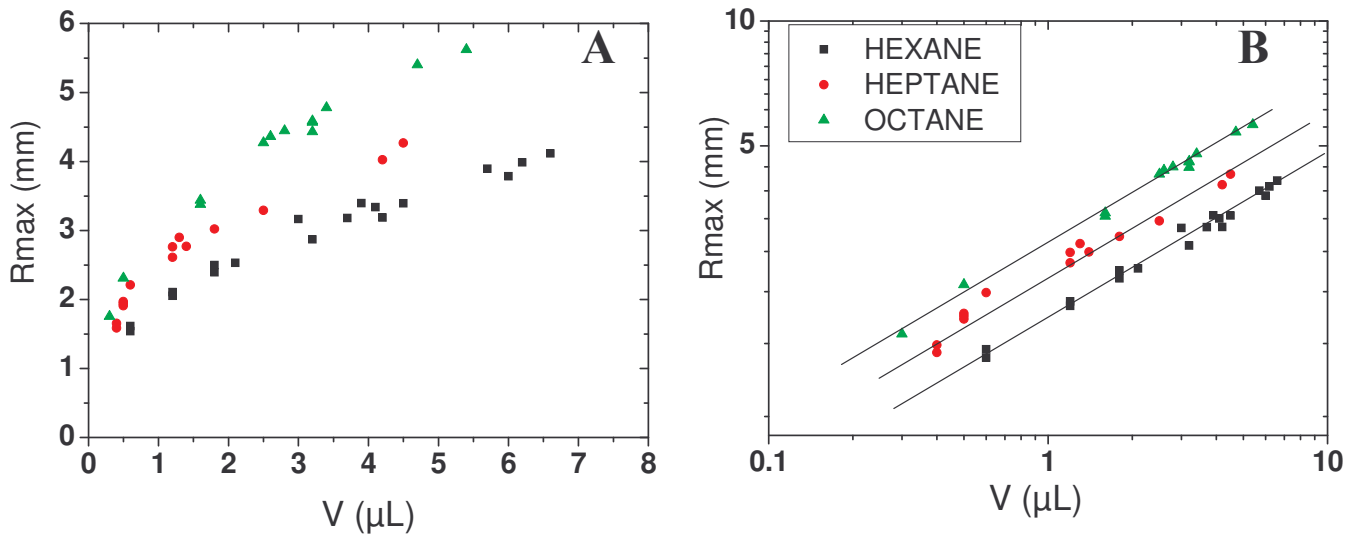 A
Rmax (mm)
6
5
4
3
2
1
0
0 1 2 3 4 5 6 7 8
V (µL)
B
HEXANE
HEPTANE
OCTANE
Rmax (mm)
10
5
0.1 1 10
V (µL)